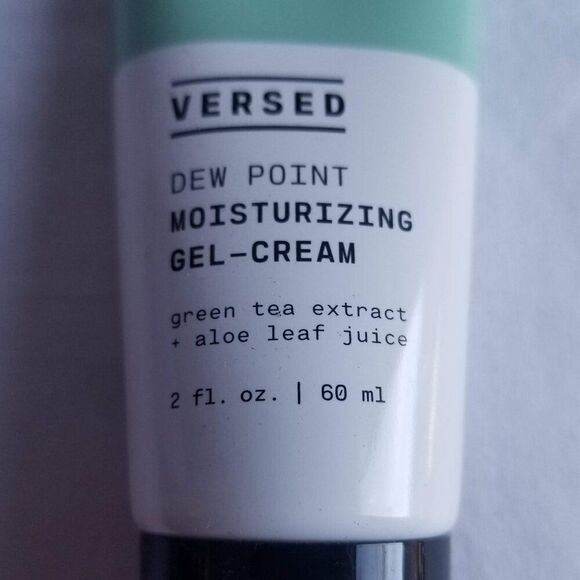 VERSED
DEW POINT
MOISTURIZING
GEL-CREAM
green tea extract
+ aloe leaf juice
2 fl. oz. | 60 ml